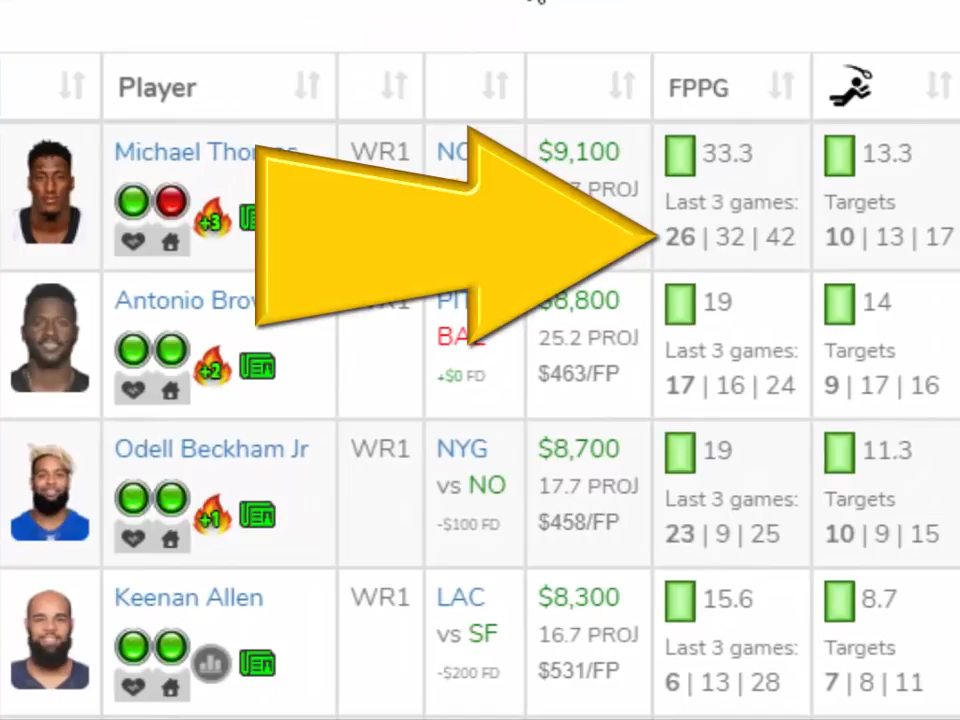 Player FPPG
Michael WR1 $9,100 33.3 13.3
+3 PROJ Last 3 games: Targets
26 | 32 | 42 10 | 13 | 17
Antonio $8,800 19 14
+2 25.2 PROJ Last 3 games: Targets
+$0 FD $463/FP 17 | 16 | 24 9 | 17 | 16
Odell Beckham Jr WR1 NYG $8,700 19 11.3
+1 vs NO 17.7 PROJ Last 3 games: Targets
-$100 FD $458/FP 23 | 9 | 25 10 | 9 | 15
Keenan Allen WR1 LAC $8,300 15.6 8.7
vs SF 16.7 PROJ Last 3 games: Targets
-$200 FD $531/FP 6 | 13 | 28 7 | 8 | 11